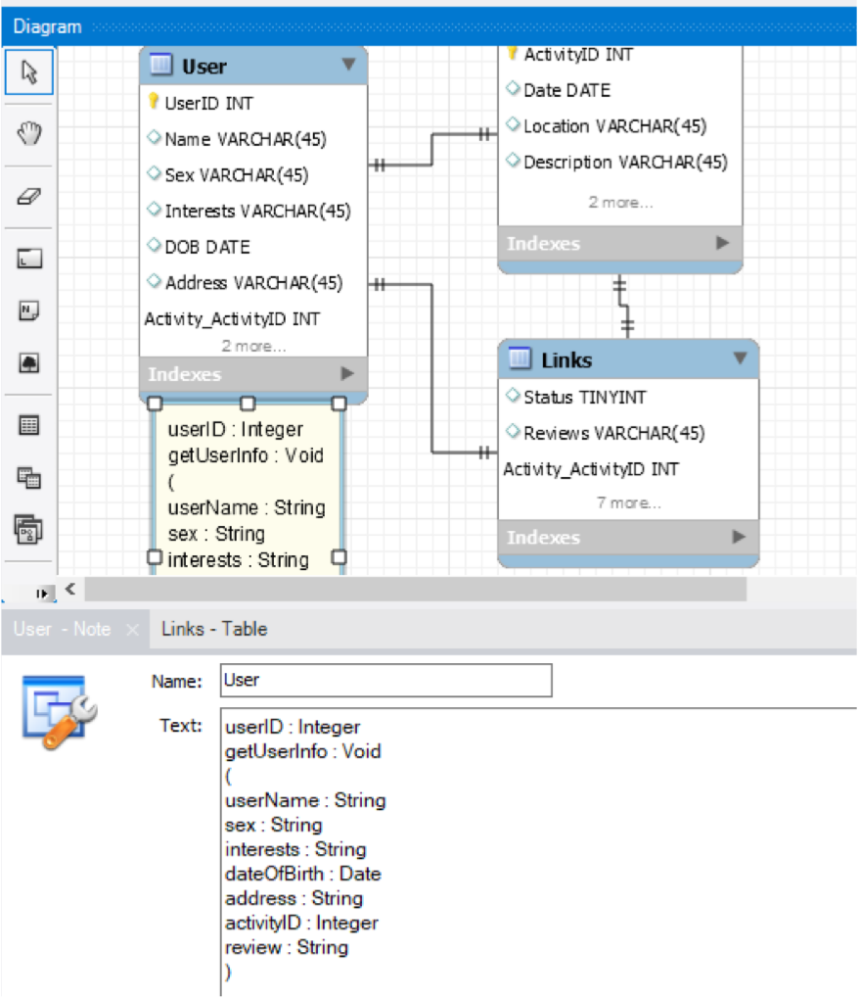 Diagram
User
UserID INT
Name VARCHAR(45)
Sex VARCHAR(45)
Interests VARCHAR(45)
DOB DATE
Address VARCHAR(45)
Activity_ActivityID INT
2 more...
Indexes
userID : Integer
getUserInfo : Void
(
userName : String
sex : String
interests : String
ActivityID INT
Date DATE
Location VARCHAR(45)
Description VARCHAR(45)
2 more...
Indexes
Links
Status TINYINT
Reviews VARCHAR(45)
Activity_ActivityID INT
7 more...
Indexes
User - Note
Links - Table
Name: User
Text: userID : Integer
getUserInfo : Void
(
userName : String
sex : String
interests : String
dateOfBirth : Date
address : String
activityID : Integer
review : String
)